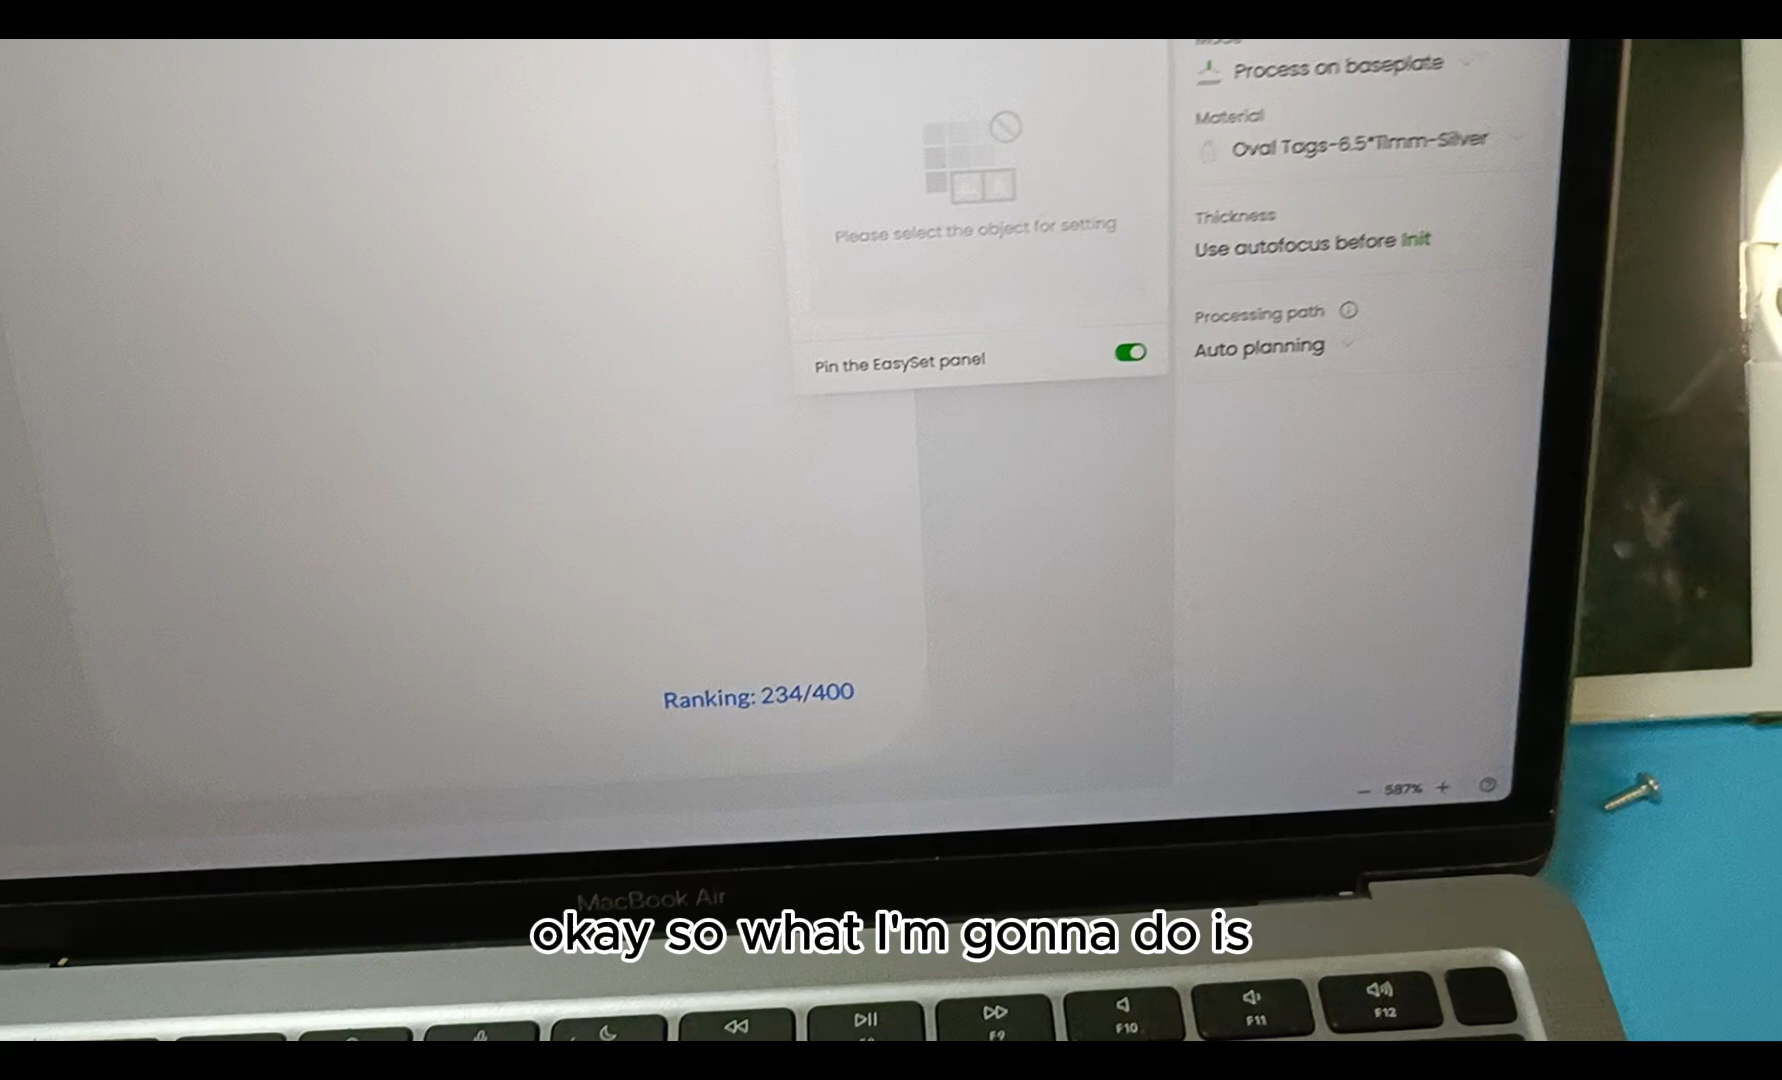 Process on baseplate
Material
Oval Tags-6.5*11mm-Silver
Please select the object for setting
Thickness
Use autofocus before Init
Processing path
Pin the EasySet panel
Auto planning
Ranking: 234/400
587%
MacBook Air
okay so what I'm gonna do is
F9
F10
F11
F12